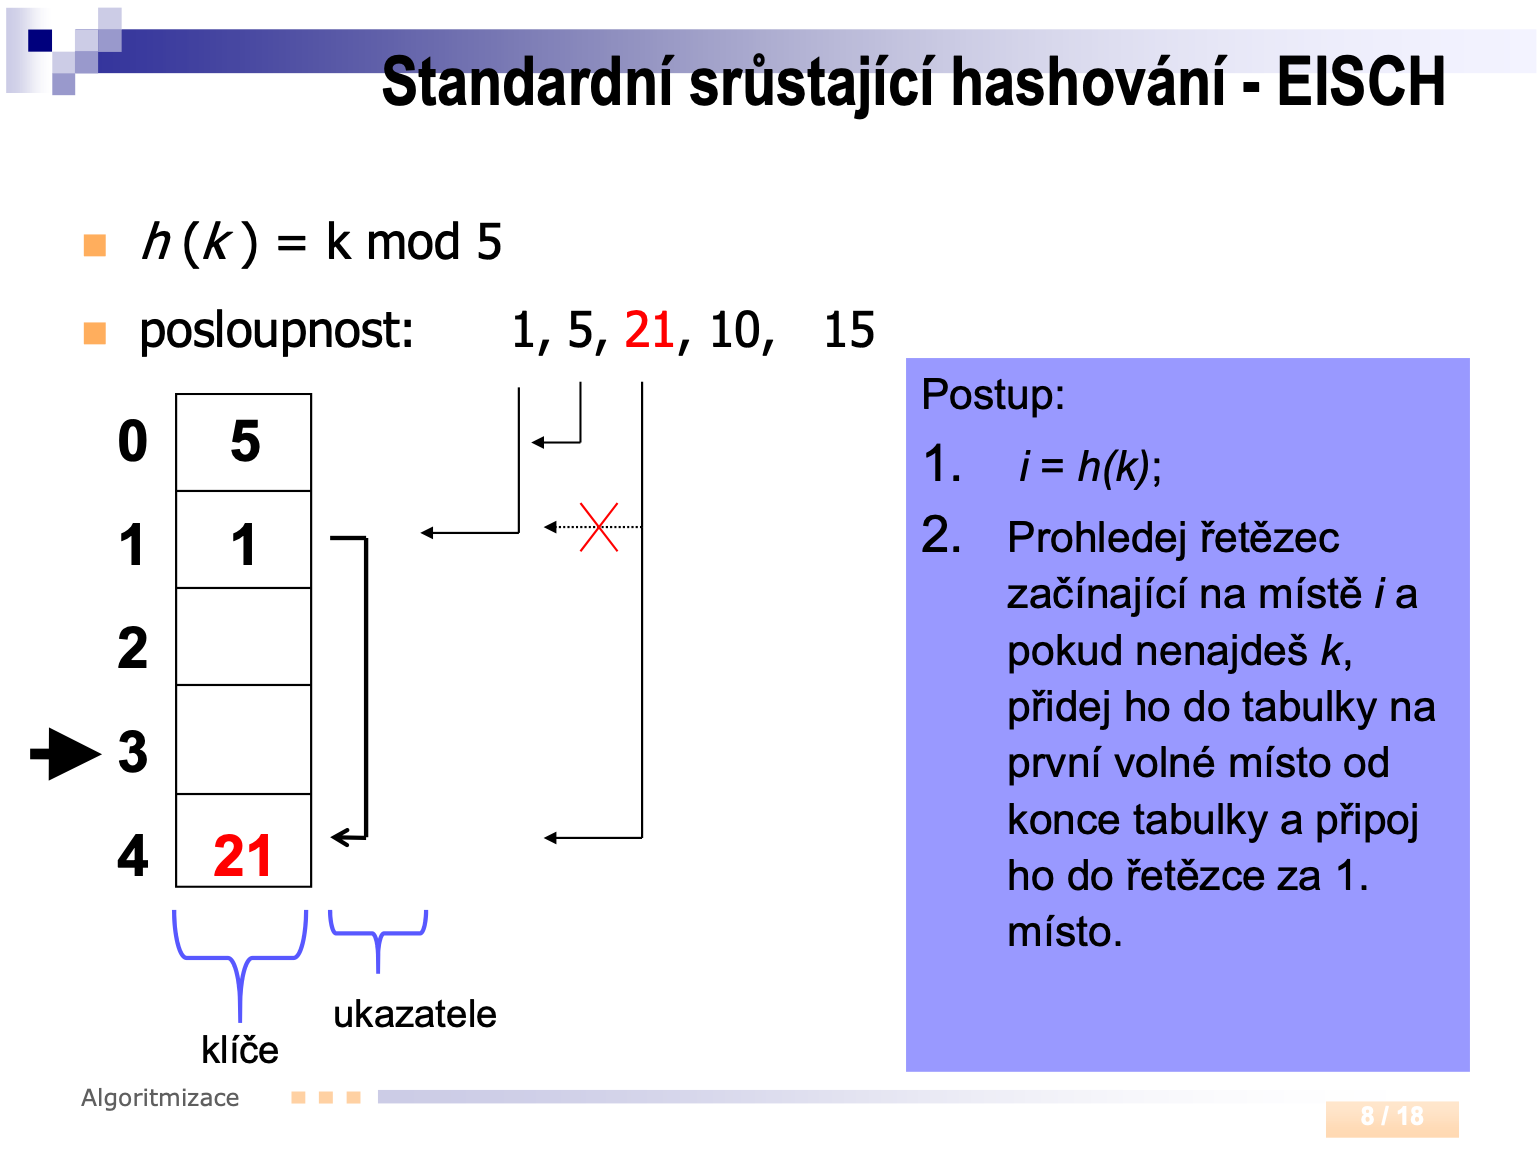 Standardní srůstající hashování - EISCH
h (k ) = k mod 5
posloupnost: 1, 5, 21, 10, 15
Postup:
1. i = h(k);
2. Prohledej řetězec
začínající na místě i a
pokud nenajdeš k,
přidej ho do tabulky na
první volné místo od
konce tabulky a připoj
ho do řetězce za 1.
místo.
0 5
1 1
2
3
4 21
ukazatele
klíče
Algoritmizace
8 / 18